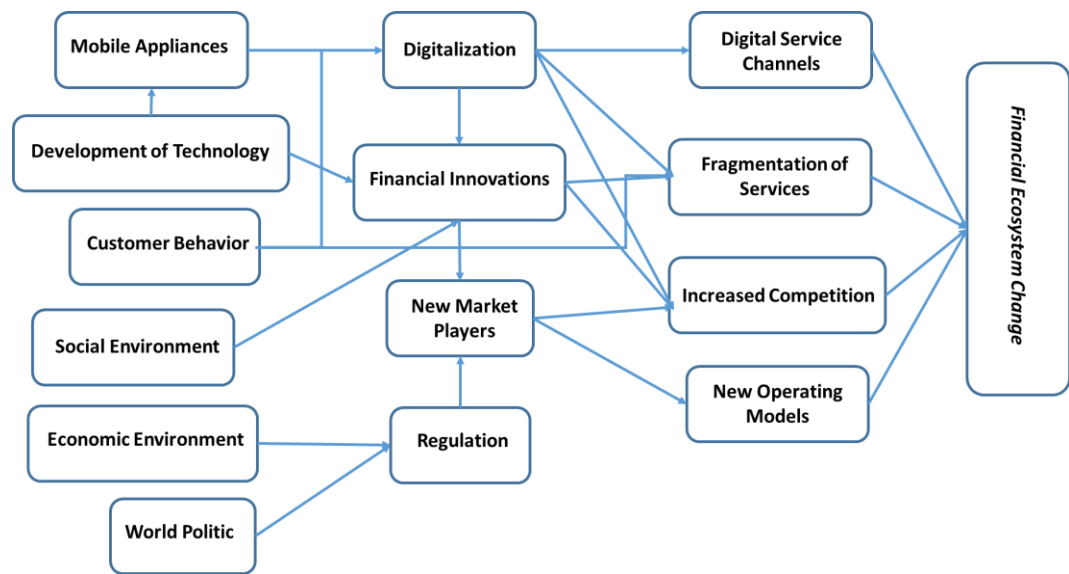 Mobile Appliances
Development of Technology
Customer Behavior
Social Environment
Economic Environment
World Politic
Digitalization
Financial Innovations
New Market
Players
Regulation
Digital Service
Channels
Fragmentation of
Services
Increased Competition
New Operating
Models
Financial Ecosystem Change